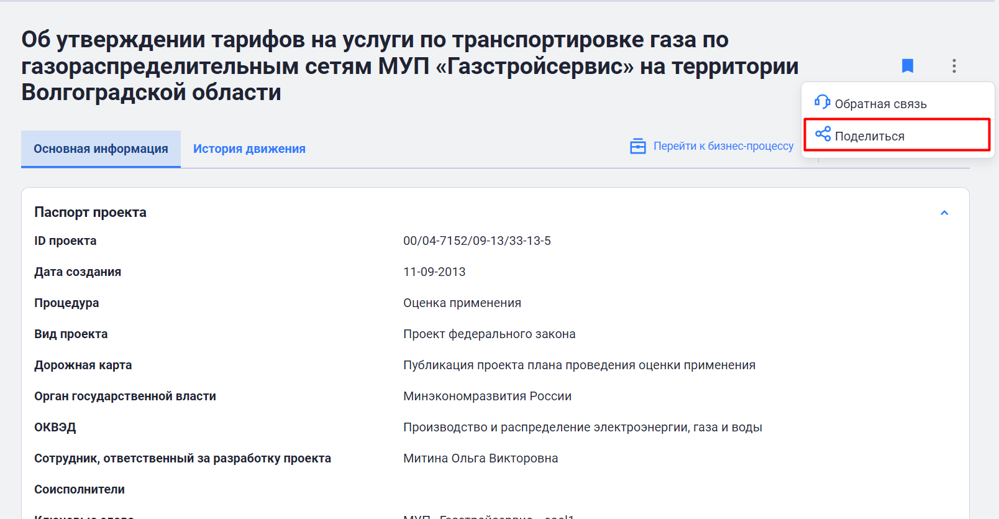 Об утверждении тарифов на услуги по транспортировке газа по
газораспределительным сетям МУП «Газстройсервис» на территории
Волгоградской области
Обратная связь
Поделиться
Основная информация
История движения
Перейти к бизнес-процессу
Паспорт проекта
ID проекта 00/04-7152/09-13/33-13-5
Дата создания 11-09-2013
Процедура Оценка применения
Вид проекта Проект федерального закона
Дорожная карта Публикация проекта плана проведения оценки применения
Орган государственной власти Минэкономразвития России
ОКВЭД Производство и распределение электроэнергии, газа и воды
Сотрудник, ответственный за разработку проекта Митина Ольга Викторовна
Соисполнители
Ключевые слова МУП